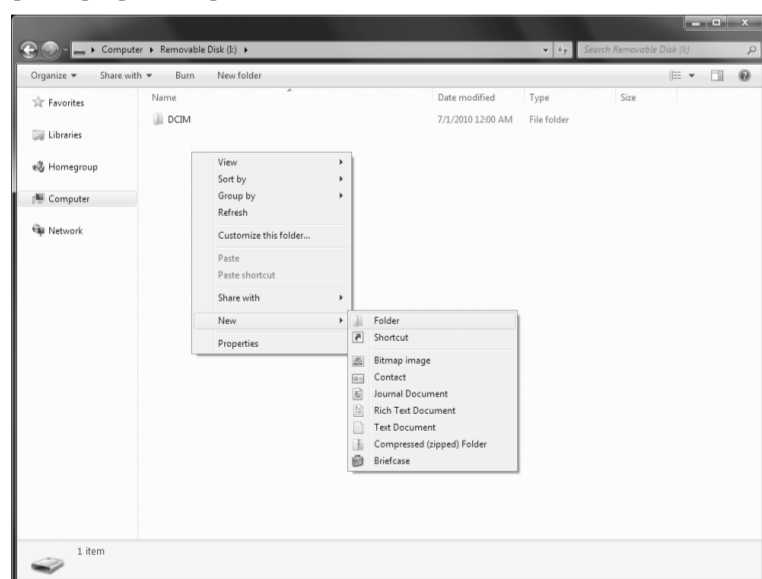 Computer ▸ Removable Disk (I:) ▸
Search Removable Disk (I:)
Organize ▾ Share with ▾ Burn New folder
Name Date modified Type Size
DCIM 7/1/2010 12:00 AM File folder
Favorites
Libraries
Homegroup
Computer
Network
View
Sort by
Group by
Refresh
Customize this folder...
Paste
Paste shortcut
Share with
New
Properties
Folder
Shortcut
Bitmap image
Contact
Journal Document
Rich Text Document
Text Document
Compressed (zipped) Folder
Briefcase
1 item